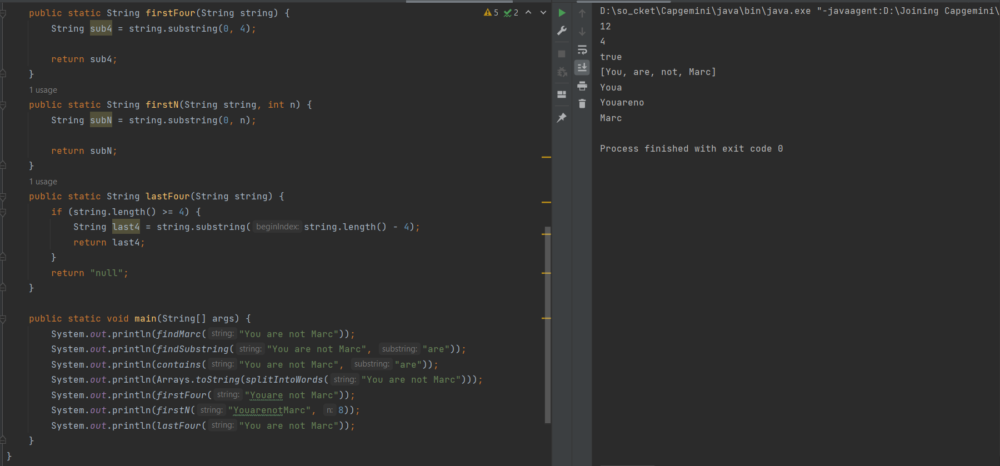 public static String firstFour(String string) {
5 2
String sub4 = string.substring(0, 4);
return sub4;
}
1 usage
public static String firstN(String string, int n) {
String subN = string.substring(0, n);
return subN;
}
1 usage
public static String lastFour(String string) {
if (string.length() >= 4) {
String last4 = string.substring( beginIndex: string.length() - 4);
return last4;
}
return "null";
}
public static void main(String[] args) {
System.out.println(findMarc( string: "You are not Marc"));
System.out.println(findSubstring( string: "You are not Marc", substring: "are"));
System.out.println(contains( string: "You are not Marc", substring: "are"));
System.out.println(Arrays.toString(splitIntoWords( string: "You are not Marc")));
System.out.println(firstFour( string: "Youare not Marc"));
System.out.println(firstN( string: "YouarenotMarc", n: 8));
System.out.println(lastFour( string: "You are not Marc"));
}
}
D:\so_cket\Capgemini\java\bin\java.exe "-javaagent:D:\Joining Capgemini\
12
4
true
[You, are, not, Marc]
Youa
Youareno
Marc
Process finished with exit code 0